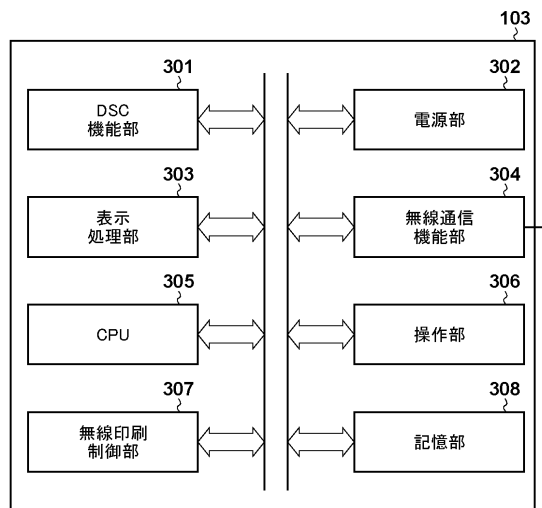 103
301
DSC
機能部
302
電源部
303
表示
処理部
304
無線通信
機能部
305
CPU
306
操作部
307
無線印刷
制御部
308
記憶部